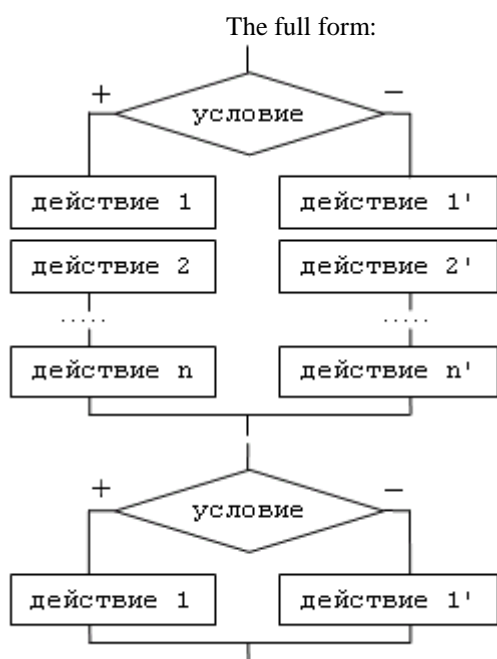 The full form:
+ −
условие
действие 1 действие 1'
действие 2 действие 2'
..... .....
действие n действие n'
+ −
условие
действие 1 действие 1'